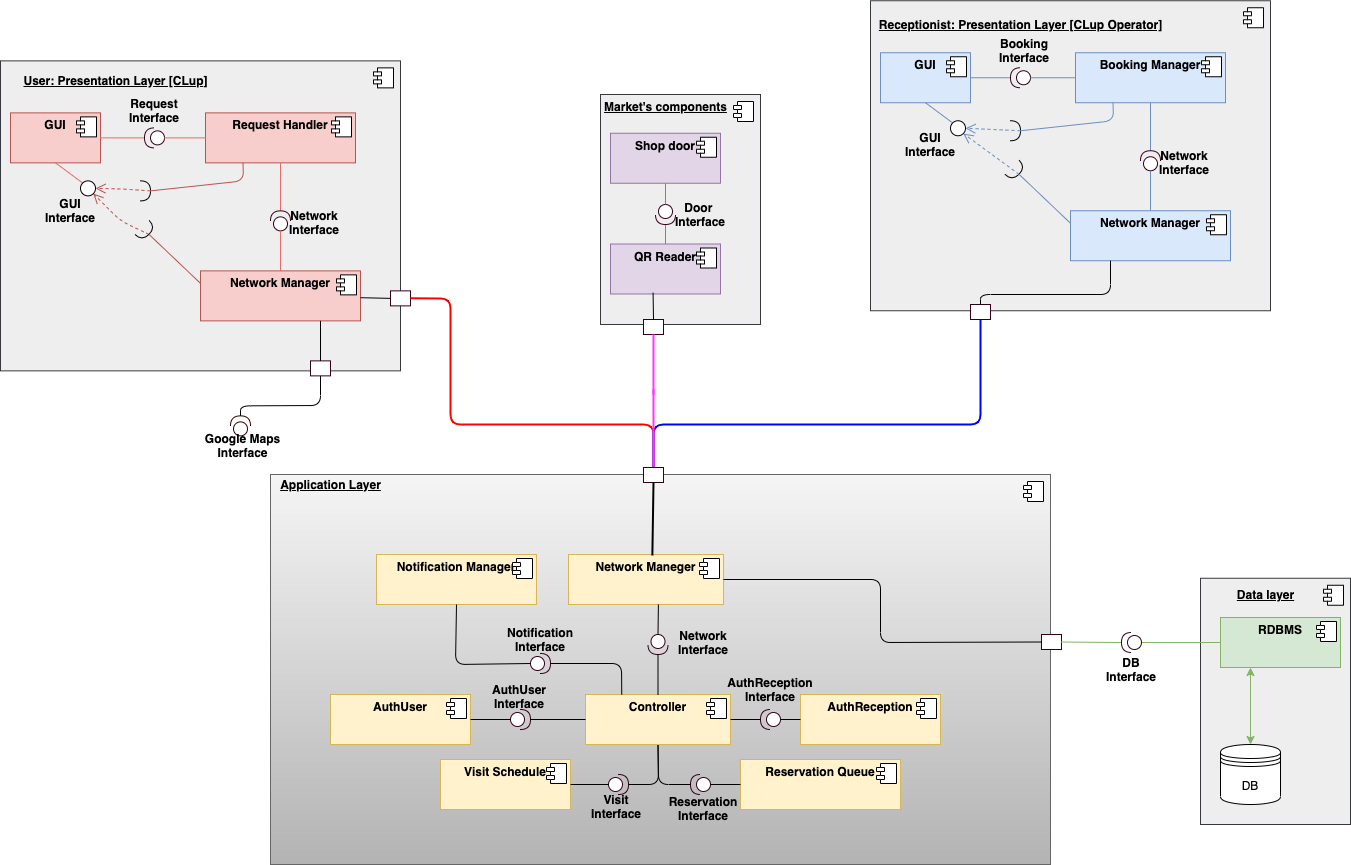 Receptionist: Presentation Layer [CLup Operator]
Booking
Interface
GUI
Booking Manager
GUI
Interface
Network
Interface
Network Manager
User: Presentation Layer [CLup]
Request
Interface
GUI
Request Handler
GUI
Interface
Network
Interface
Network Manager
Google Maps
Interface
Market's components
Shop door
Door
Interface
QR Reader
Application Layer
Notification Manager
Network Maneger
Notification
Interface
Network
Interface
AuthUser
Interface
AuthReception
Interface
AuthUser
Controller
AuthReception
Visit Schedule
Reservation Queue
Visit
Interface
Reservation
Interface
DB
Interface
Data layer
RDBMS
DB